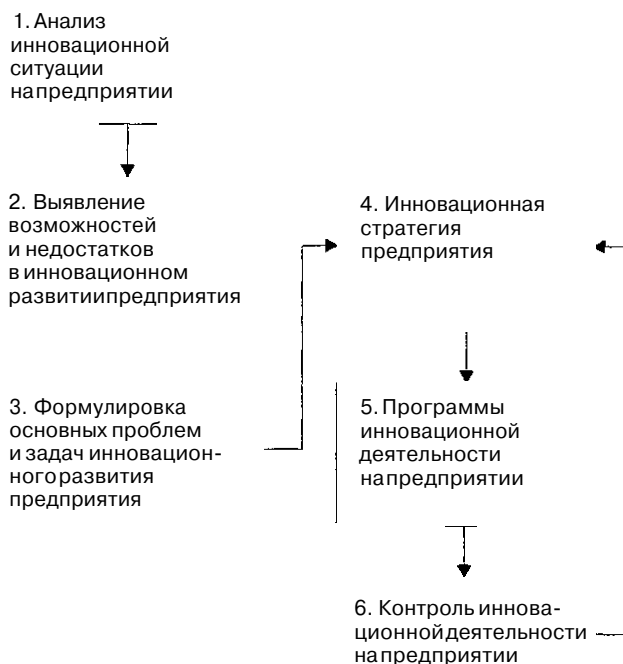 1. Анализ
инновационной
ситуации
напредприятии
2. Выявление
возможностей
и недостатков
в инновационном
развитиипредприятия
3. Формулировка
основных проблем
и задач инновацион-
ногоразвития
предприятия
4. Инновационная
стратегия
предприятия
5. Программы
инновационной
деятельности
напредприятии
6. Контроль иннова-
ционнойдеятельности
напредприятии